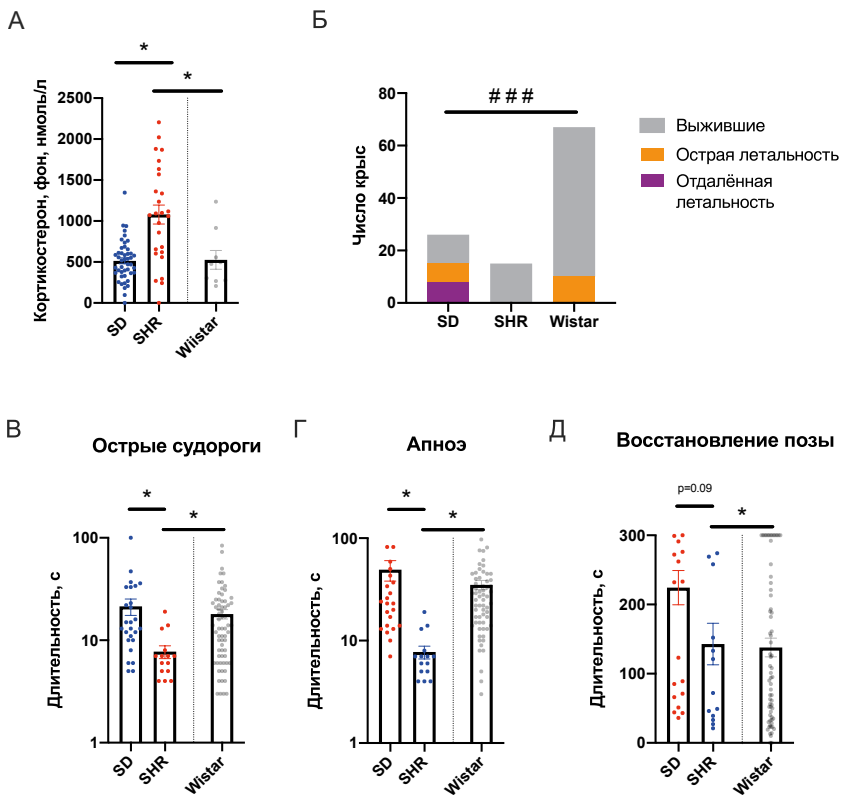 А
Б
*
*
Кортикостерон, фон, нмоль/л
2500
2000
1500
1000
500
0
SD
SHR
Wiistar
# # #
Число крыс
80
60
40
20
0
SD
SHR
Wistar
Выжившие
Острая летальность
Отдалённая
летальность
В
Острые судороги
*
*
Длительность, с
100
10
1
SD
SHR
Wistar
Г
Апноэ
*
*
Длительность, с
100
10
1
SD
SHR
Wistar
Д
Восстановление позы
p=0.09
*
Длительность, с
300
200
100
0
SD
SHR
Wistar